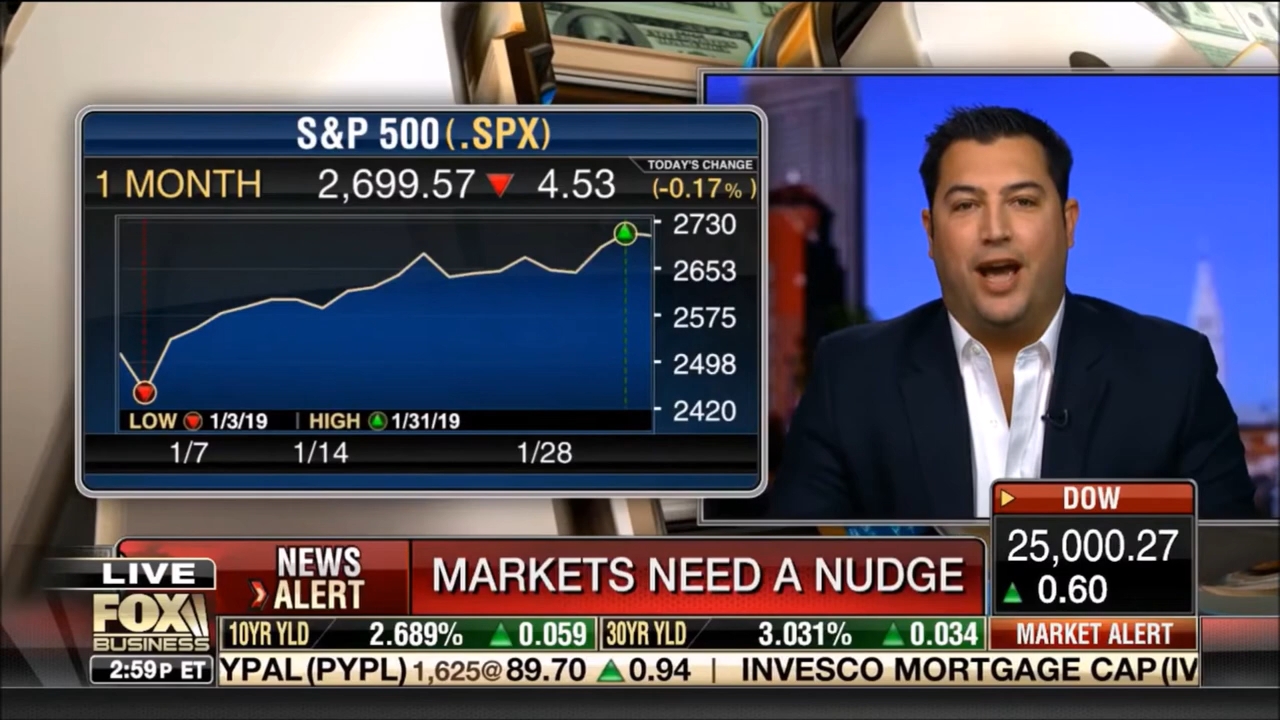 S&P 500 (.SPX)
TODAY'S CHANGE
1 MONTH 2,699.57 ▼ 4.53 (-0.17%)
2730
2653
2575
2498
2420
LOW ▼ 1/3/19 | HIGH ▲ 1/31/19
1/7 1/14 1/28
DOW
25,000.27
▲ 0.60
MARKET ALERT
NEWS
ALERT
MARKETS NEED A NUDGE
LIVE
FOX
BUSINESS
2:59P ET
10YR YLD 2.689% ▲ 0.059 30YR YLD 3.031% ▲ 0.034
YPAL (PYPL) 1,625@89.70 ▲ 0.94 | INVESCO MORTGAGE CAP (IV